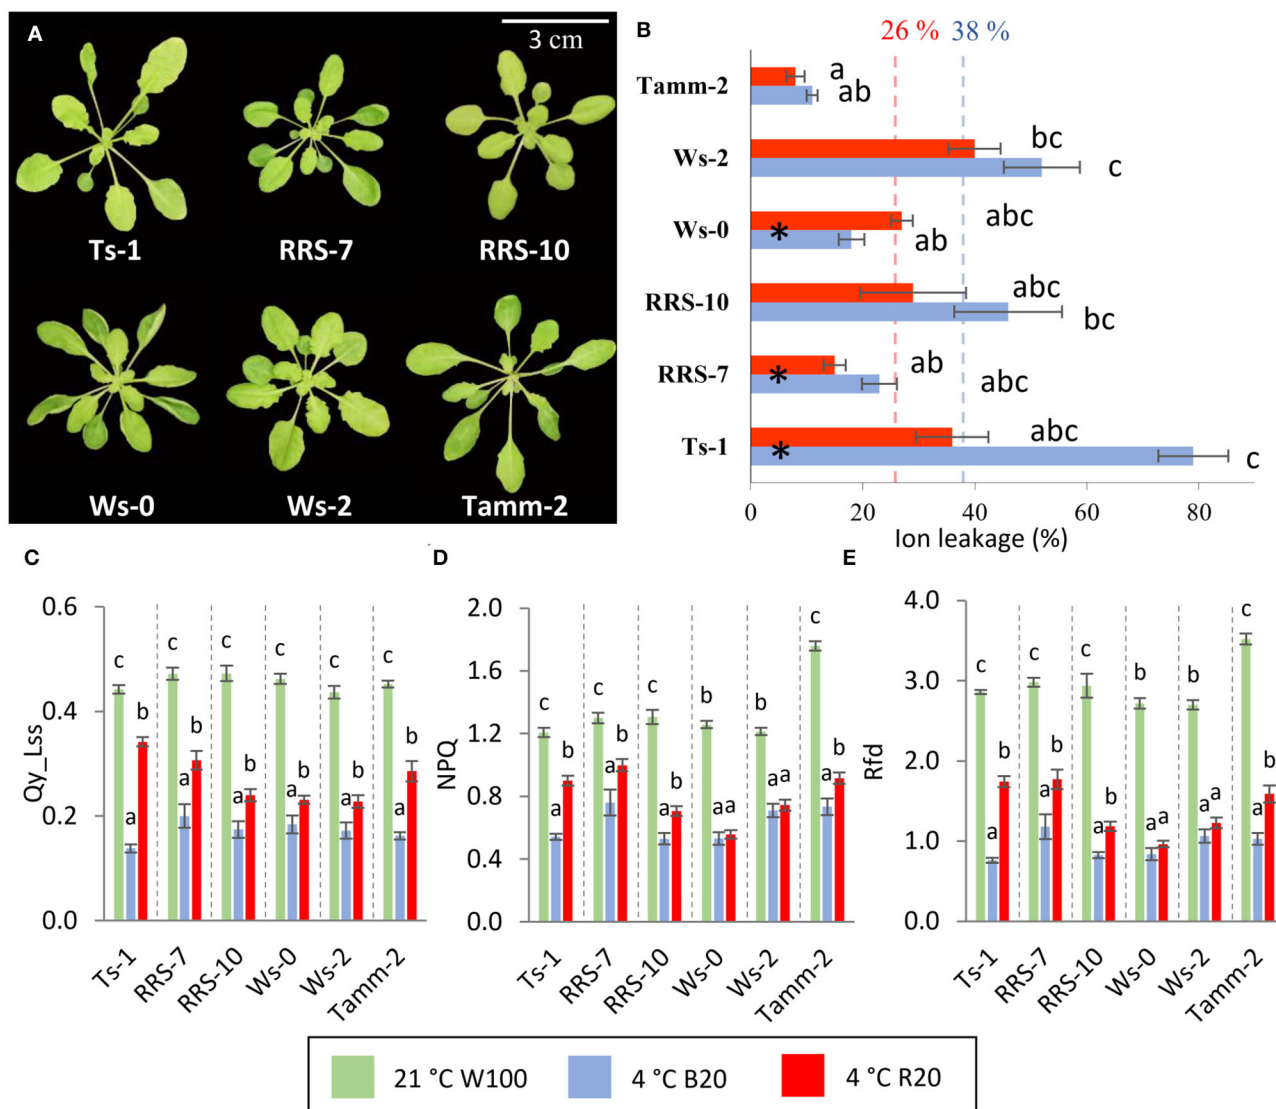 A
3 cm
Ts-1 RRS-7 RRS-10
Ws-0 Ws-2 Tamm-2
B
26 % 38 %
Tamm-2 a
ab
Ws-2 bc
c
Ws-0 * abc
ab
RRS-10 abc
bc
RRS-7 * ab
abc
Ts-1 * abc
c
0 20 40 60 80
Ion leakage (%)
C
Qy_Lss
0.6
0.4
0.2
0.0
c a b c a b c a b c a b c a b c a b
Ts-1 RRS-7 RRS-10 Ws-0 Ws-2 Tamm-2
D
NPQ
2.0
1.6
1.2
0.8
0.4
0.0
c a b c a b c a b b a a b a a c a b
Ts-1 RRS-7 RRS-10 Ws-0 Ws-2 Tamm-2
E
Rfd
4.0
3.0
2.0
1.0
0.0
c a b c a b c a b b a a b a a c a b
Ts-1 RRS-7 RRS-10 Ws-0 Ws-2 Tamm-2
21 °C W100 4 °C B20 4 °C R20